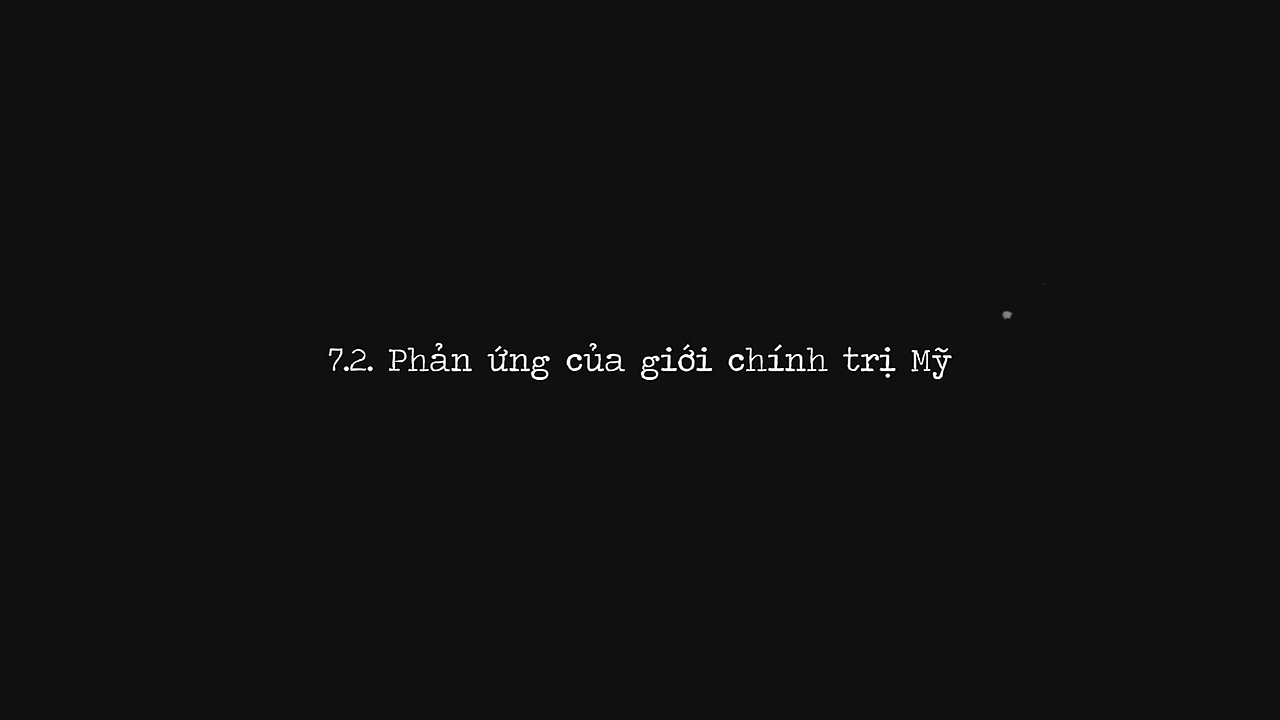 7.2. Phản ứng của giới chính trị Mỹ